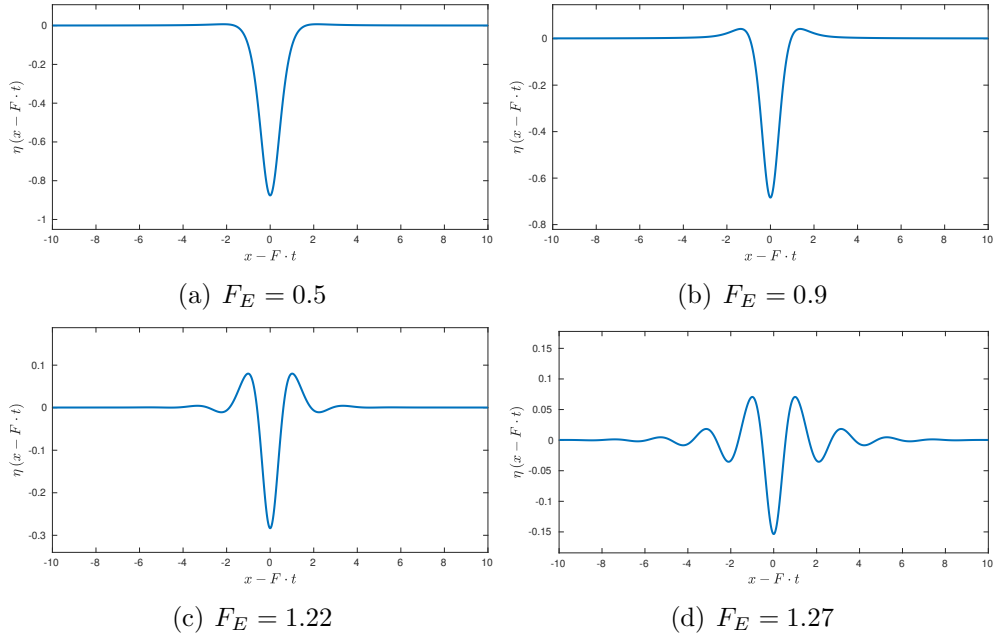 0
-0.2
-0.4
-0.6
-0.8
-1
η (x − F · t)
-10 -8 -6 -4 -2 0 2 4 6 8 10
x − F · t
(a) F_E = 0.5
0
-0.2
-0.4
-0.6
-0.8
η (x − F · t)
-10 -8 -6 -4 -2 0 2 4 6 8 10
x − F · t
(b) F_E = 0.9
0.1
0
-0.1
-0.2
-0.3
η (x − F · t)
-10 -8 -6 -4 -2 0 2 4 6 8 10
x − F · t
(c) F_E = 1.22
0.15
0.1
0.05
0
-0.05
-0.1
-0.15
η (x − F · t)
-10 -8 -6 -4 -2 0 2 4 6 8 10
x − F · t
(d) F_E = 1.27